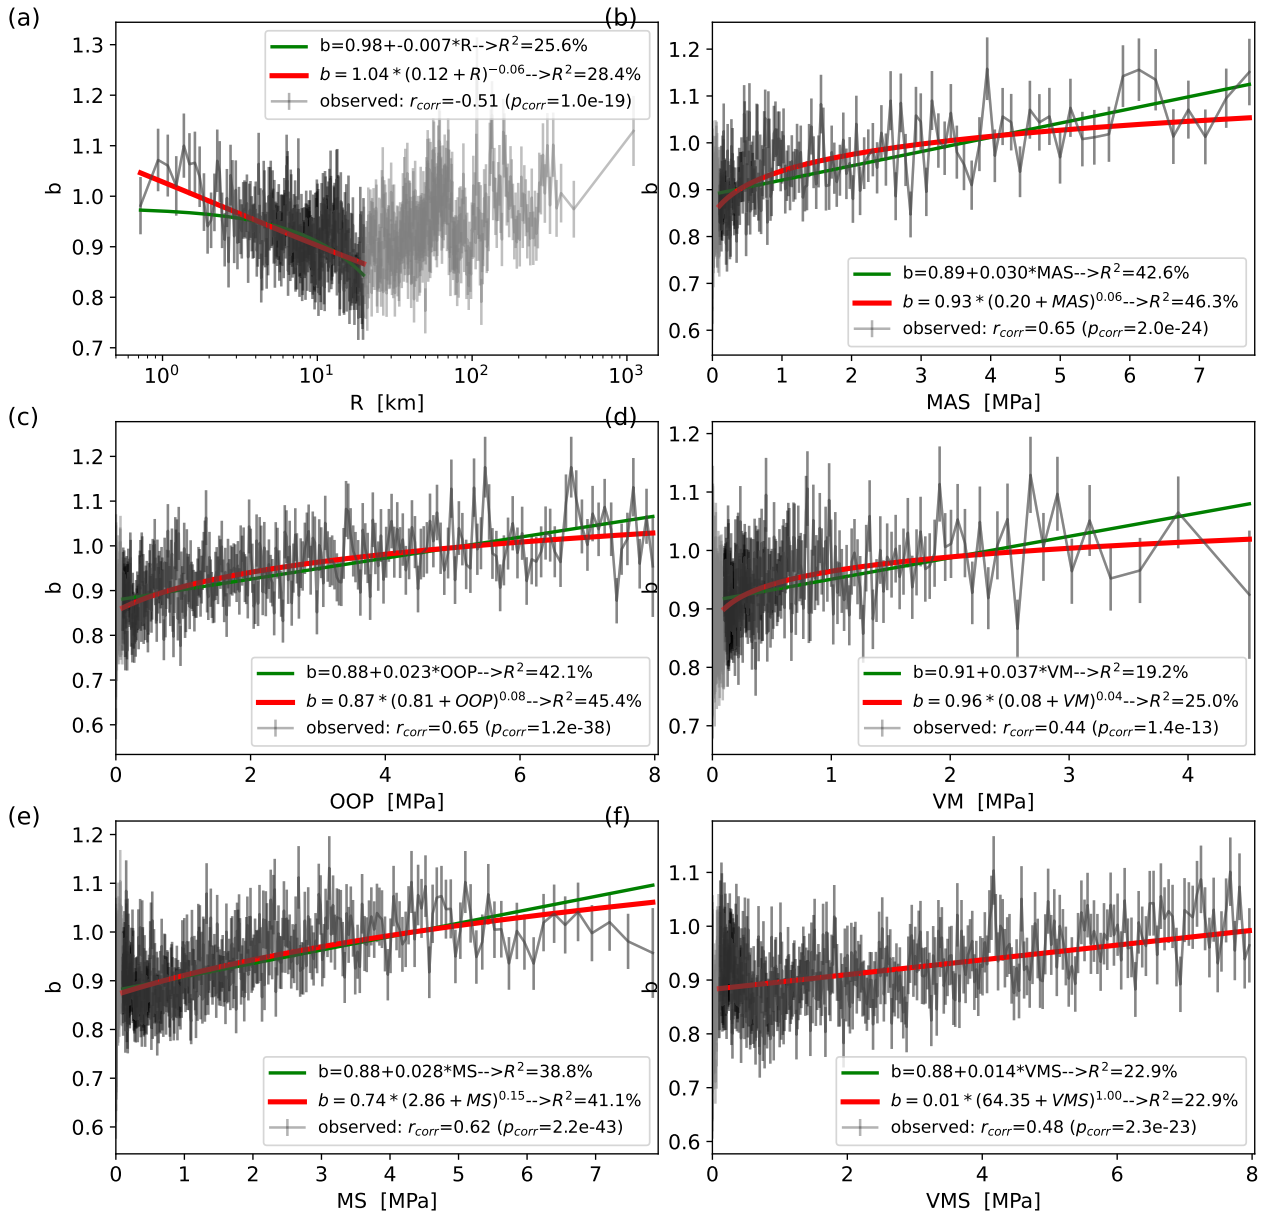 (a)
1.3
1.2
1.1
1.0
0.9
0.8
0.7
b
b=0.98+-0.007*R-->R²=25.6%
b = 1.04 * (0.12 + R)^−0.06-->R²=28.4%
observed: r_corr=-0.51 (p_corr=1.0e-19)
10⁰ 10¹ 10² 10³
R [km]
(b)
1.2
1.1
1.0
0.9
0.8
0.7
0.6
b
b=0.89+0.030*MAS-->R²=42.6%
b = 0.93 * (0.20 + MAS)^0.06-->R²=46.3%
observed: r_corr=0.65 (p_corr=2.0e-24)
0 1 2 3 4 5 6 7
MAS [MPa]
(c)
1.2
1.1
1.0
0.9
0.8
0.7
0.6
b
b=0.88+0.023*OOP-->R²=42.1%
b = 0.87 * (0.81 + OOP)^0.08-->R²=45.4%
observed: r_corr=0.65 (p_corr=1.2e-38)
0 2 4 6 8
OOP [MPa]
(d)
1.2
1.1
1.0
0.9
0.8
0.7
b
b=0.91+0.037*VM-->R²=19.2%
b = 0.96 * (0.08 + VM)^0.04-->R²=25.0%
observed: r_corr=0.44 (p_corr=1.4e-13)
0 1 2 3 4
VM [MPa]
(e)
1.2
1.1
1.0
0.9
0.8
0.7
0.6
b
b=0.88+0.028*MS-->R²=38.8%
b = 0.74 * (2.86 + MS)^0.15-->R²=41.1%
observed: r_corr=0.62 (p_corr=2.2e-43)
0 1 2 3 4 5 6 7
MS [MPa]
(f)
1.1
1.0
0.9
0.8
0.7
0.6
b
b=0.88+0.014*VMS-->R²=22.9%
b = 0.01 * (64.35 + VMS)^1.00-->R²=22.9%
observed: r_corr=0.48 (p_corr=2.3e-23)
0 2 4 6 8
VMS [MPa]